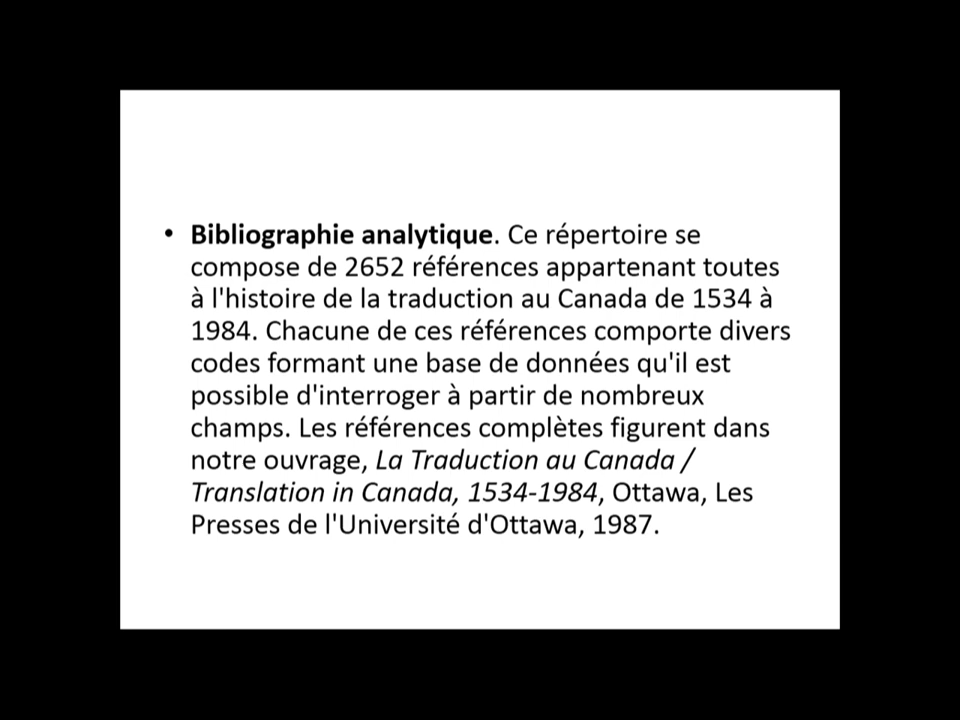 • Bibliographie analytique. Ce répertoire se
compose de 2652 références appartenant toutes
à l'histoire de la traduction au Canada de 1534 à
1984. Chacune de ces références comporte divers
codes formant une base de données qu'il est
possible d'interroger à partir de nombreux
champs. Les références complètes figurent dans
notre ouvrage, La Traduction au Canada /
Translation in Canada, 1534-1984, Ottawa, Les
Presses de l'Université d'Ottawa, 1987.